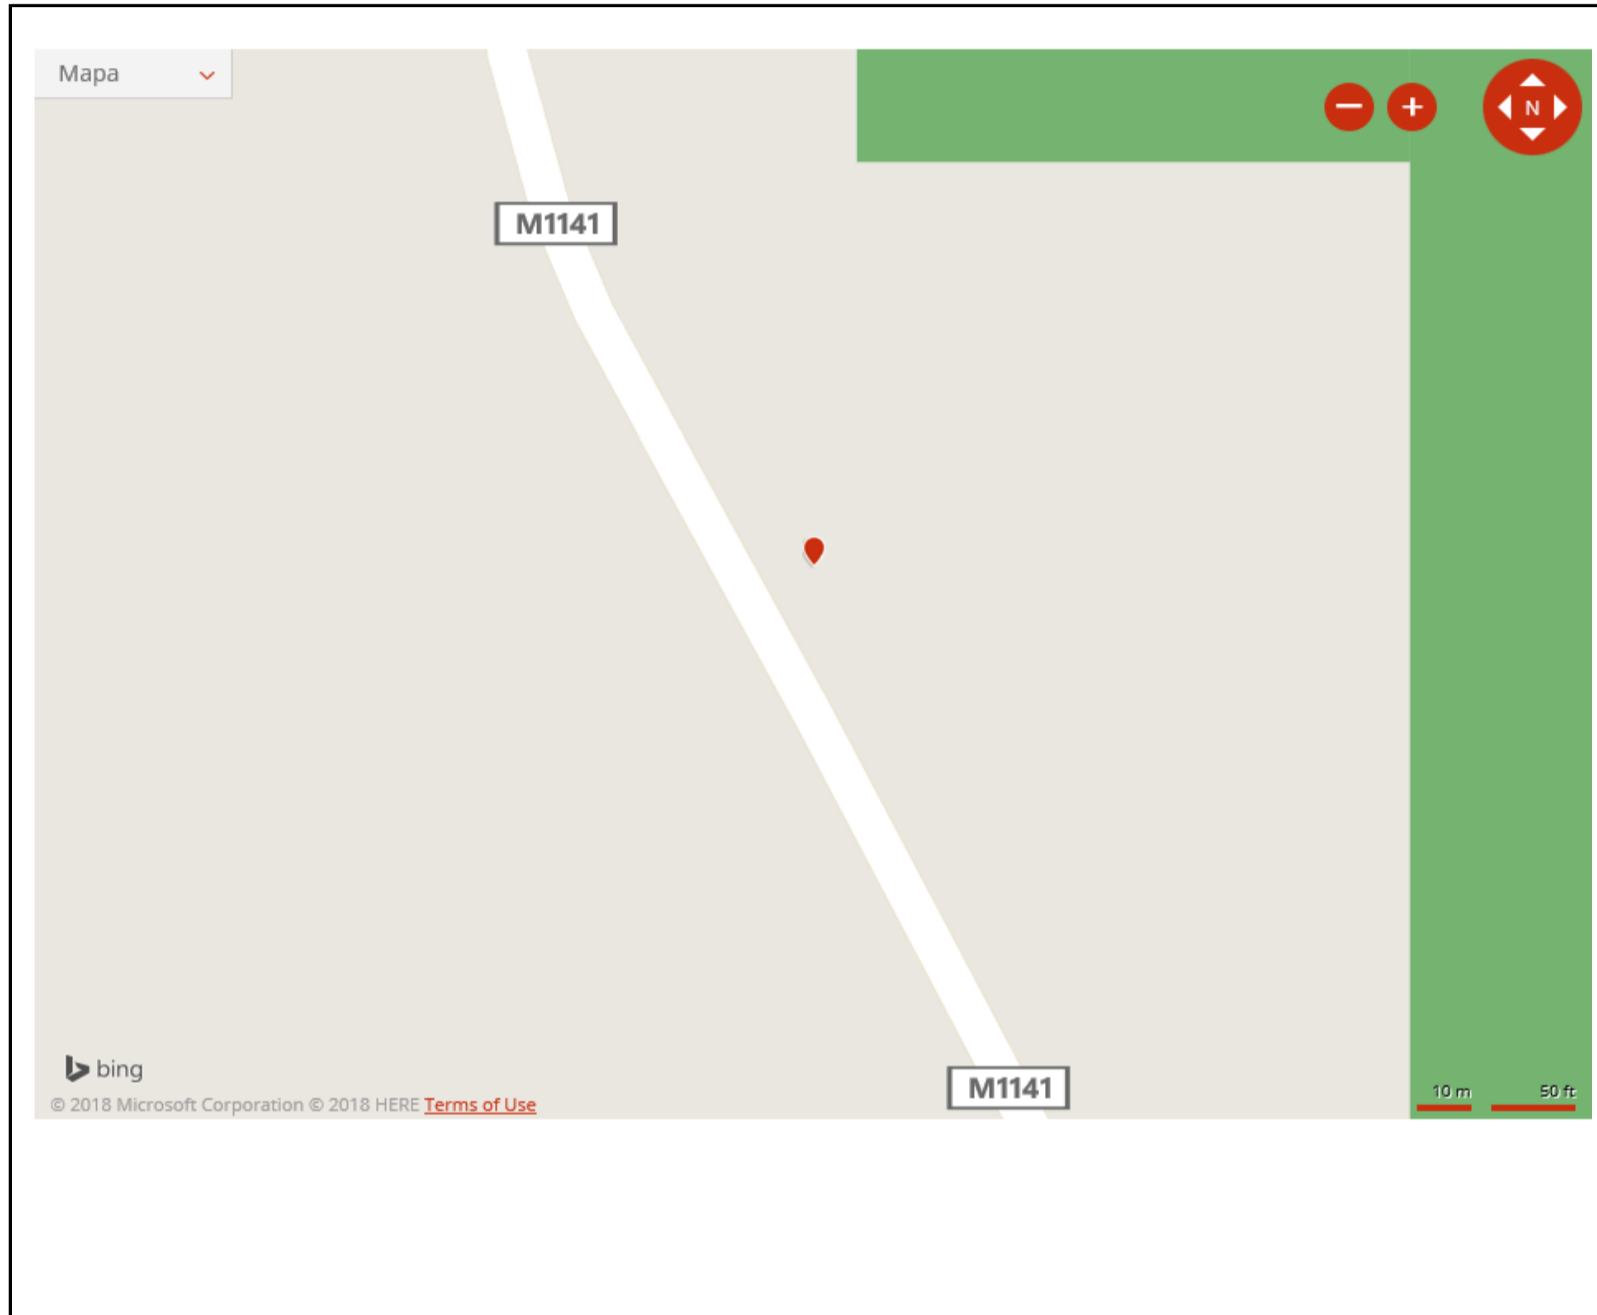 Mapa
N
M1141
M1141
bing
© 2018 Microsoft Corporation © 2018 HERE Terms of Use
10 m 50 ft